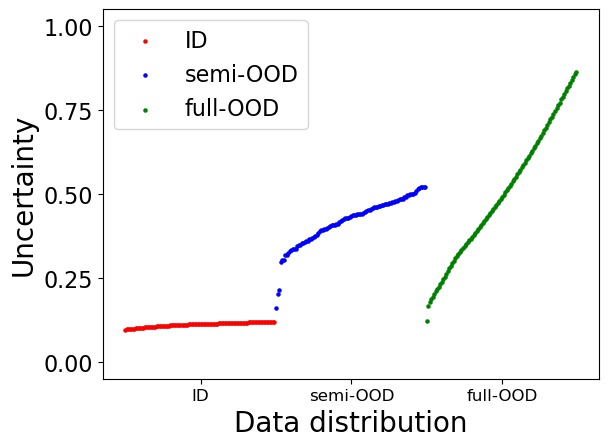 ID
semi-OOD
full-OOD
1.00
0.75
0.50
0.25
0.00
Uncertainty
ID semi-OOD full-OOD
Data distribution